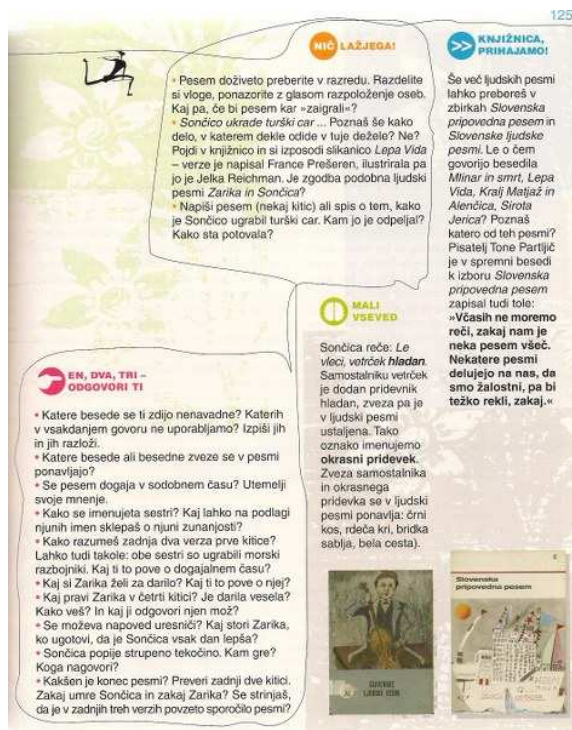 125
NIČ LAŽJEGA!
• Pesem doživeto preberite v razredu. Razdelite
si vloge, ponazorite z glasom razpoloženje oseb.
Kaj pa, če bi pesem kar »zaigrali«?
• Sončico ukrade turški car ... Poznaš še kako
delo, v katerem dekle odide v tuje dežele? Ne?
Pojdi v knjižnico in si izposodi slikanico Lepa Vida
– verze je napisal France Prešeren, ilustrirala pa
jo je Jelka Reichman. Je zgodba podobna ljudski
pesmi Zarika in Sončica?
• Napiši pesem (nekaj kitic) ali spis o tem, kako
je Sončico ugrabil turški car. Kam jo je odpeljal?
Kako sta potovala?
KNJIŽNICA,
PRIHAJAMO!
Še več ljudskih pesmi
lahko prebereš v
zbirkah Slovenska
pripovedna pesem in
Slovenske ljudske
pesmi. Le o čem
govorijo besedila
Mlinar in smrt, Lepa
Vida, Kralj Matjaž in
Alenčica, Sirota
Jerica? Poznaš
katero od teh pesmi?
Pisatelj Tone Partljič
je v spremni besedi
k izboru Slovenska
pripovedna pesem
zapisal tudi tole:
»Včasih ne moremo
reči, zakaj nam je
neka pesem všeč.
Nekatere pesmi
delujejo na nas, da
smo žalostni, pa bi
težko rekli, zakaj.«
MALI
VSEVED
Sončica reče: Le
vleci, vetrček hladan.
Samostalniku vetrček
je dodan pridevnik
hladan, zveza pa je
v ljudski pesmi
ustaljena. Tako
oznako imenujemo
okrasni pridevek.
Zveza samostalnika
in okrasnega
pridevka se v ljudski
pesmi ponavlja: črni
kos, rdeča kri, bridka
sablja, bela cesta).
EN, DVA, TRI –
ODGOVORI TI
• Katere besede se ti zdijo nenavadne? Katerih
v vsakdanjem govoru ne uporabljamo? Izpiši jih
in jih razloži.
• Katere besede ali besedne zveze se v pesmi
ponavljajo?
• Se pesem dogaja v sodobnem času? Utemelji
svoje mnenje.
• Kako se imenujeta sestri? Kaj lahko na podlagi
njunih imen sklepaš o njuni zunanjosti?
• Kako razumeš zadnja dva verza prve kitice?
Lahko tudi takole: obe sestri so ugrabili morski
razbojniki. Kaj ti to pove o dogajalnem času?
• Kaj si Zarika želi za darilo? Kaj ti to pove o njej?
• Kaj pravi Zarika v četrti kitici? Je darila vesela?
Kako veš? In kaj ji odgovori njen mož?
• Se moževa napoved uresniči? Kaj stori Zarika,
ko ugotovi, da je Sončica vsak dan lepša?
• Sončica popije strupeno tekočino. Kam gre?
Koga nagovori?
• Kakšen je konec pesmi? Preveri zadnji dve kitici.
Zakaj umre Sončica in zakaj Zarika? Se strinjaš,
da je v zadnjih treh verzih povzeto sporočilo pesmi?
SLOVENSKE
LJUDSKE PESMI
Slovenska
pripovedna pesem